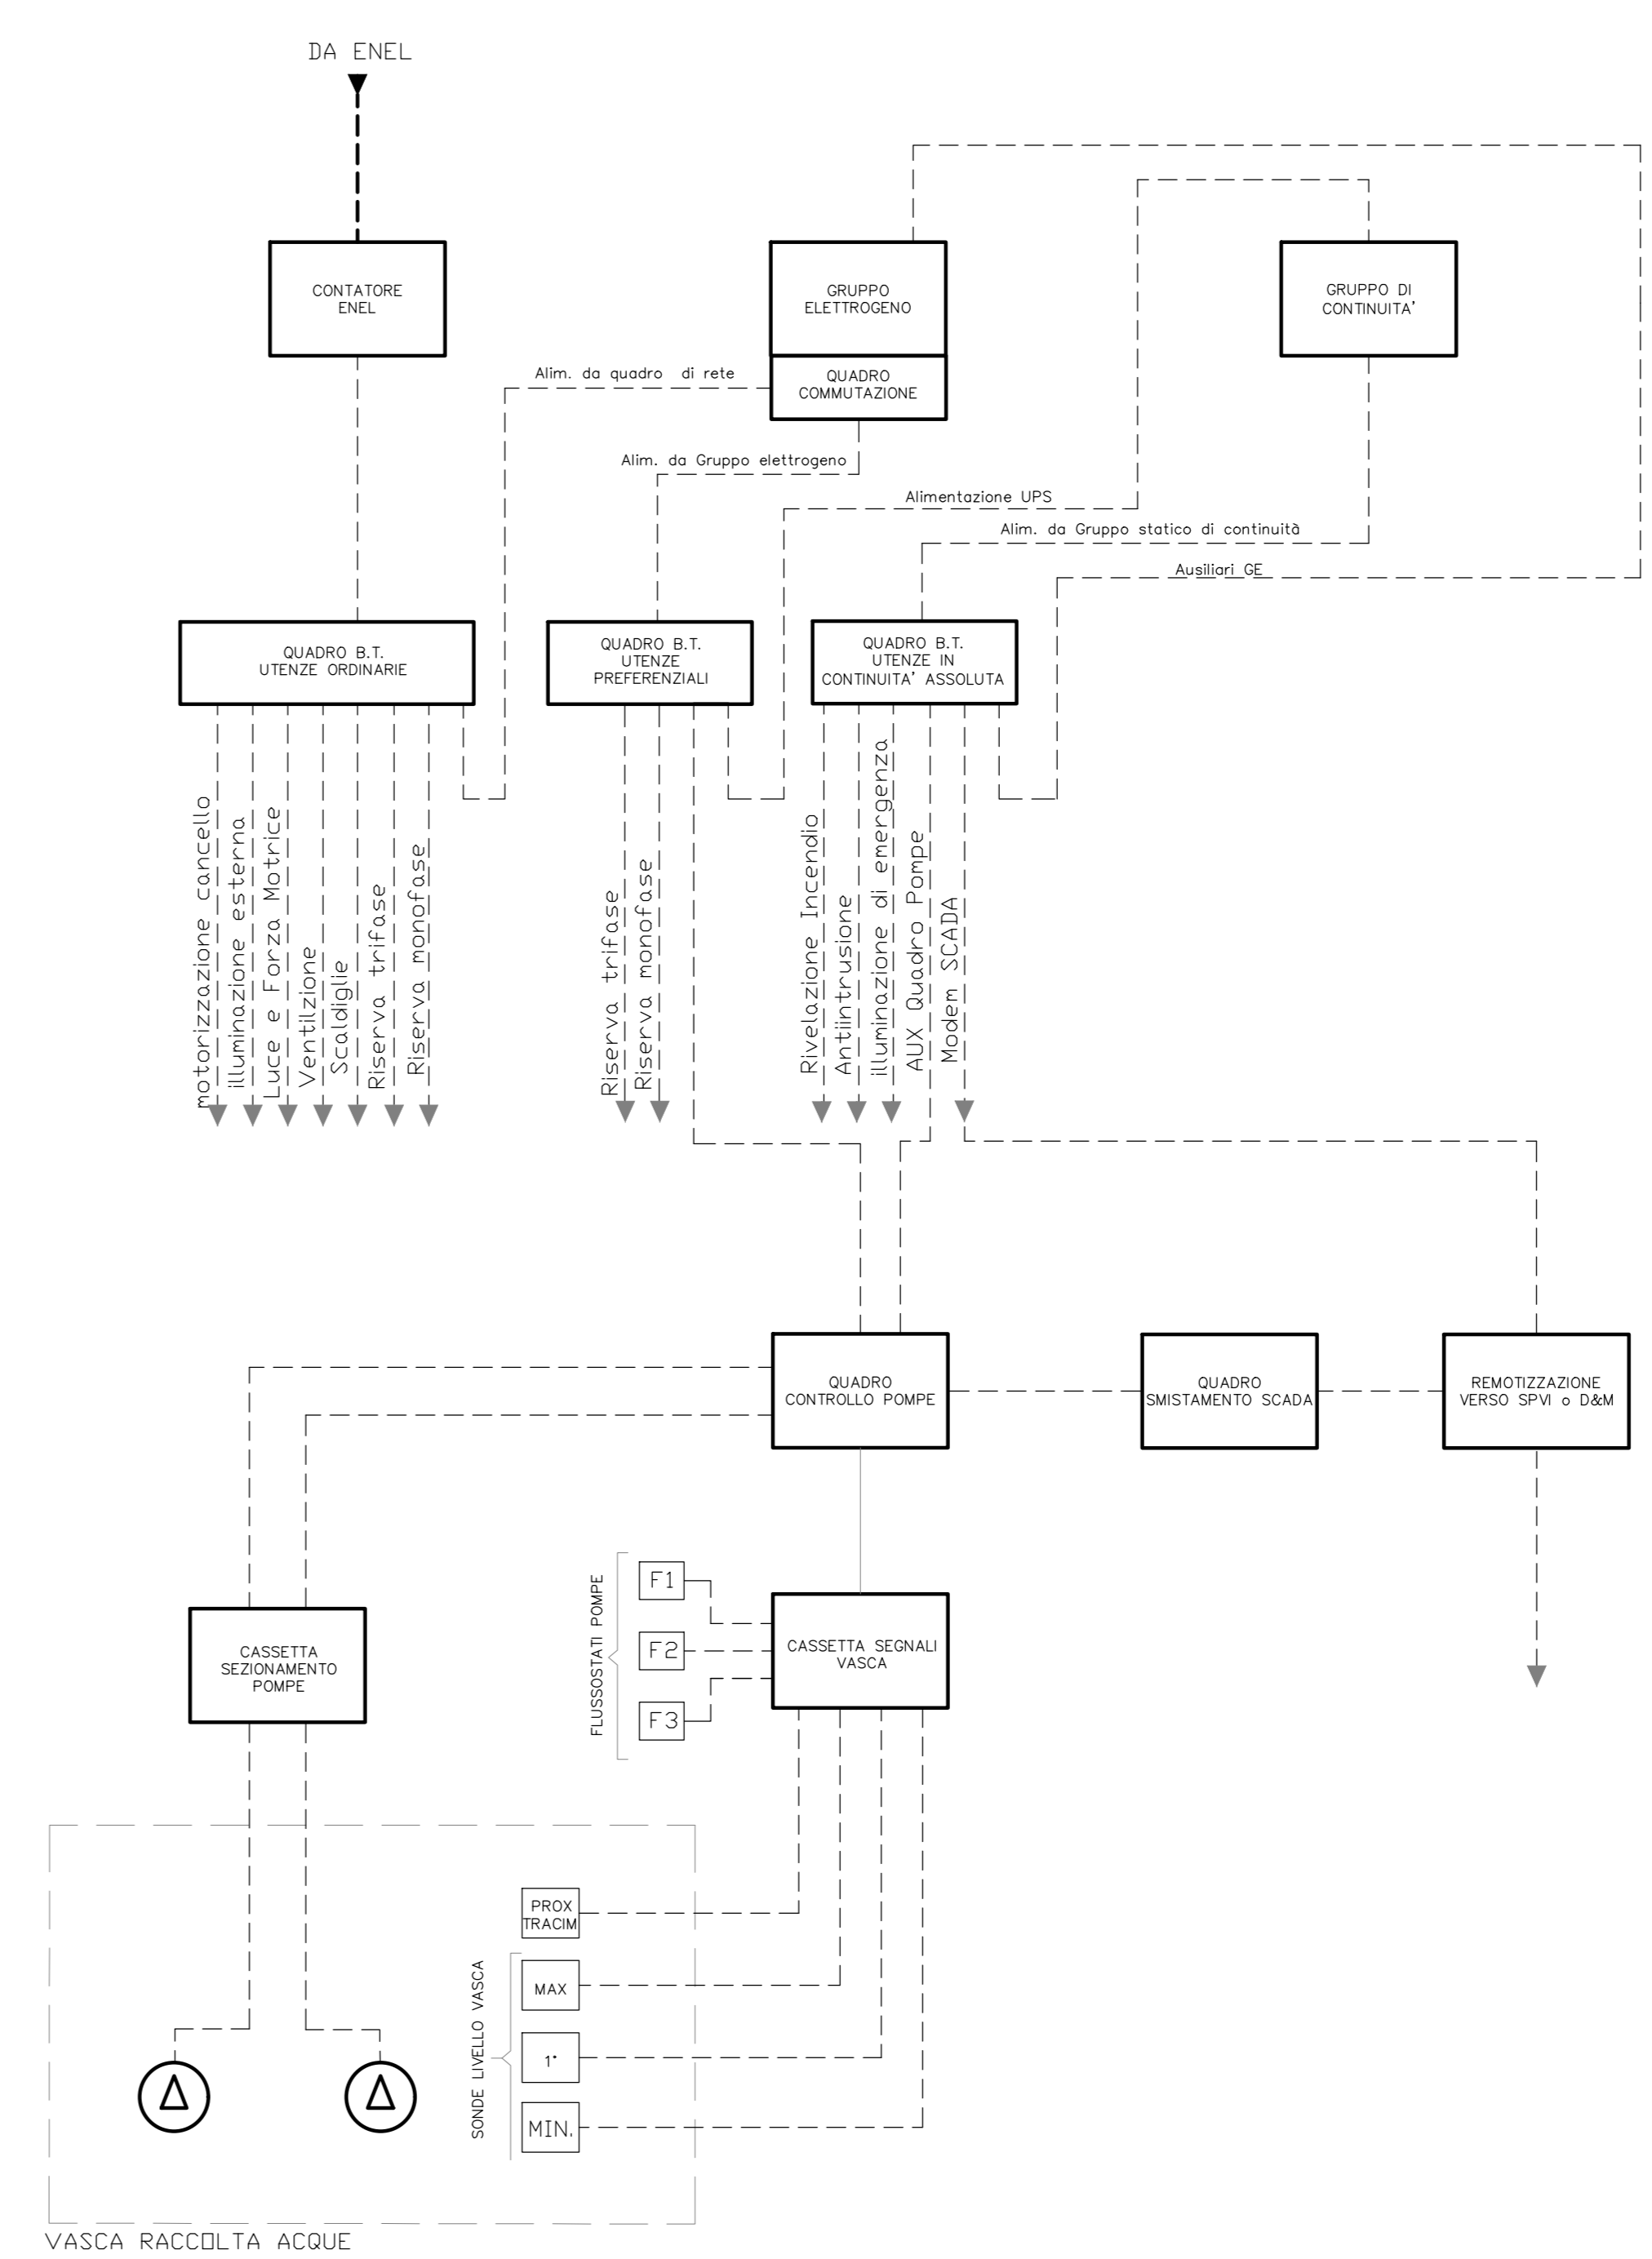 DA ENEL
CONTATORE
ENEL
GRUPPO
ELETTROGENO
GRUPPO DI
CONTINUITA'
QUADRO
COMMUTAZIONE
Alim. da quadro di rete
Alim. da Gruppo elettrogeno
Alimentazione UPS
Alim. da Gruppo statico di continuità
Ausiliari GE
QUADRO B.T.
UTENZE ORDINARIE
QUADRO B.T.
UTENZE
PREFERENZIALI
QUADRO B.T.
UTENZE IN
CONTINUITA' ASSOLUTA
motorizzazione cancello
illuminazione esterna
Luce e Forza Motrice
Ventilzione
Scaldiglie
Riserva trifase
Riserva monofase
Riserva trifase
Riserva monofase
Rivelazione Incendio
Antiintrusione
illuminazione di emergenza
AUX Quadro Pompe
Modem SCADA
QUADRO
CONTROLLO POMPE
QUADRO
SMISTAMENTO SCADA
REMOTIZZAZIONE
VERSO SPVI o D&M
FLUSSOSTATI POMPE
F1
F2
F3
CASSETTA SEGNALI
VASCA
CASSETTA
SEZIONAMENTO
POMPE
PROX
TRACIM
SONDE LIVELLO VASCA
MAX
1°
MIN.
VASCA RACCOLTA ACQUE